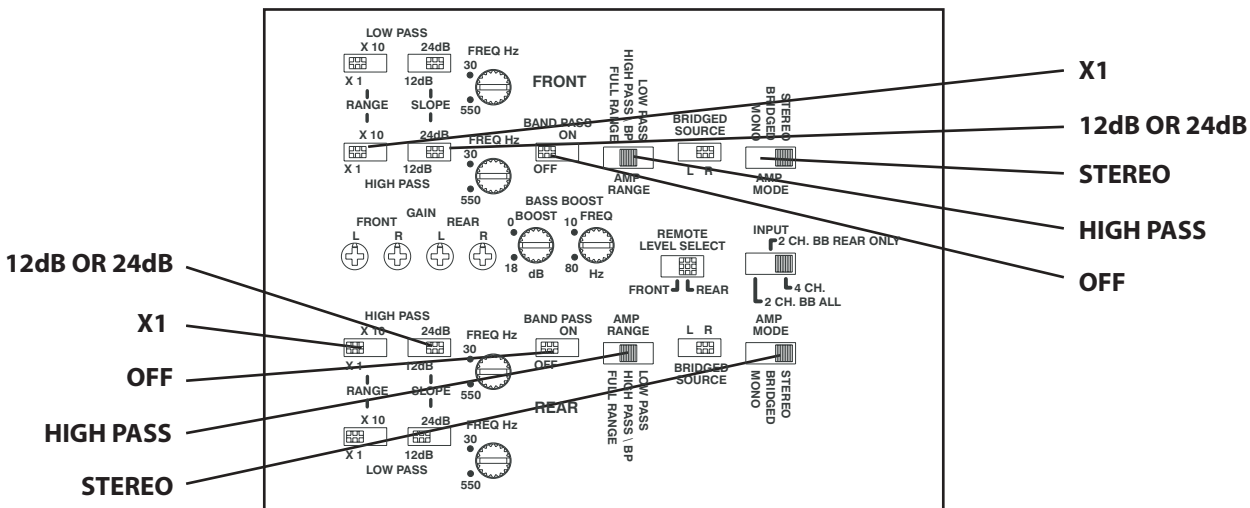 LOW PASS
X 10 24dB FREQ Hz
30
X 1 12dB
550
RANGE SLOPE
FRONT
LOW PASS
HIGH PASS \ BP
FULL RANGE
STEREO
BRIDGED
MONO
X1
X 10 24dB FREQ Hz
30
X 1 12dB
550
HIGH PASS
BAND PASS
ON
OFF
AMP
RANGE
BRIDGED
SOURCE
L R
AMP
MODE
12dB OR 24dB
STEREO
HIGH PASS
OFF
GAIN
FRONT REAR
L R L R
BASS BOOST
BOOST FREQ
0 10
18 dB 80 Hz
REMOTE
LEVEL SELECT
FRONT REAR
INPUT
2 CH. BB REAR ONLY
4 CH.
2 CH. BB ALL
12dB OR 24dB
X1
OFF
HIGH PASS
STEREO
HIGH PASS
X 10 24dB FREQ Hz
30
X 1 12dB
550
RANGE SLOPE
BAND PASS
ON
OFF
AMP
RANGE
L R
BRIDGED
SOURCE
AMP
MODE
REAR
LOW PASS
HIGH PASS \ BP
FULL RANGE
STEREO
BRIDGED
MONO
X 10 24dB FREQ Hz
30
X 1 12dB
550
LOW PASS